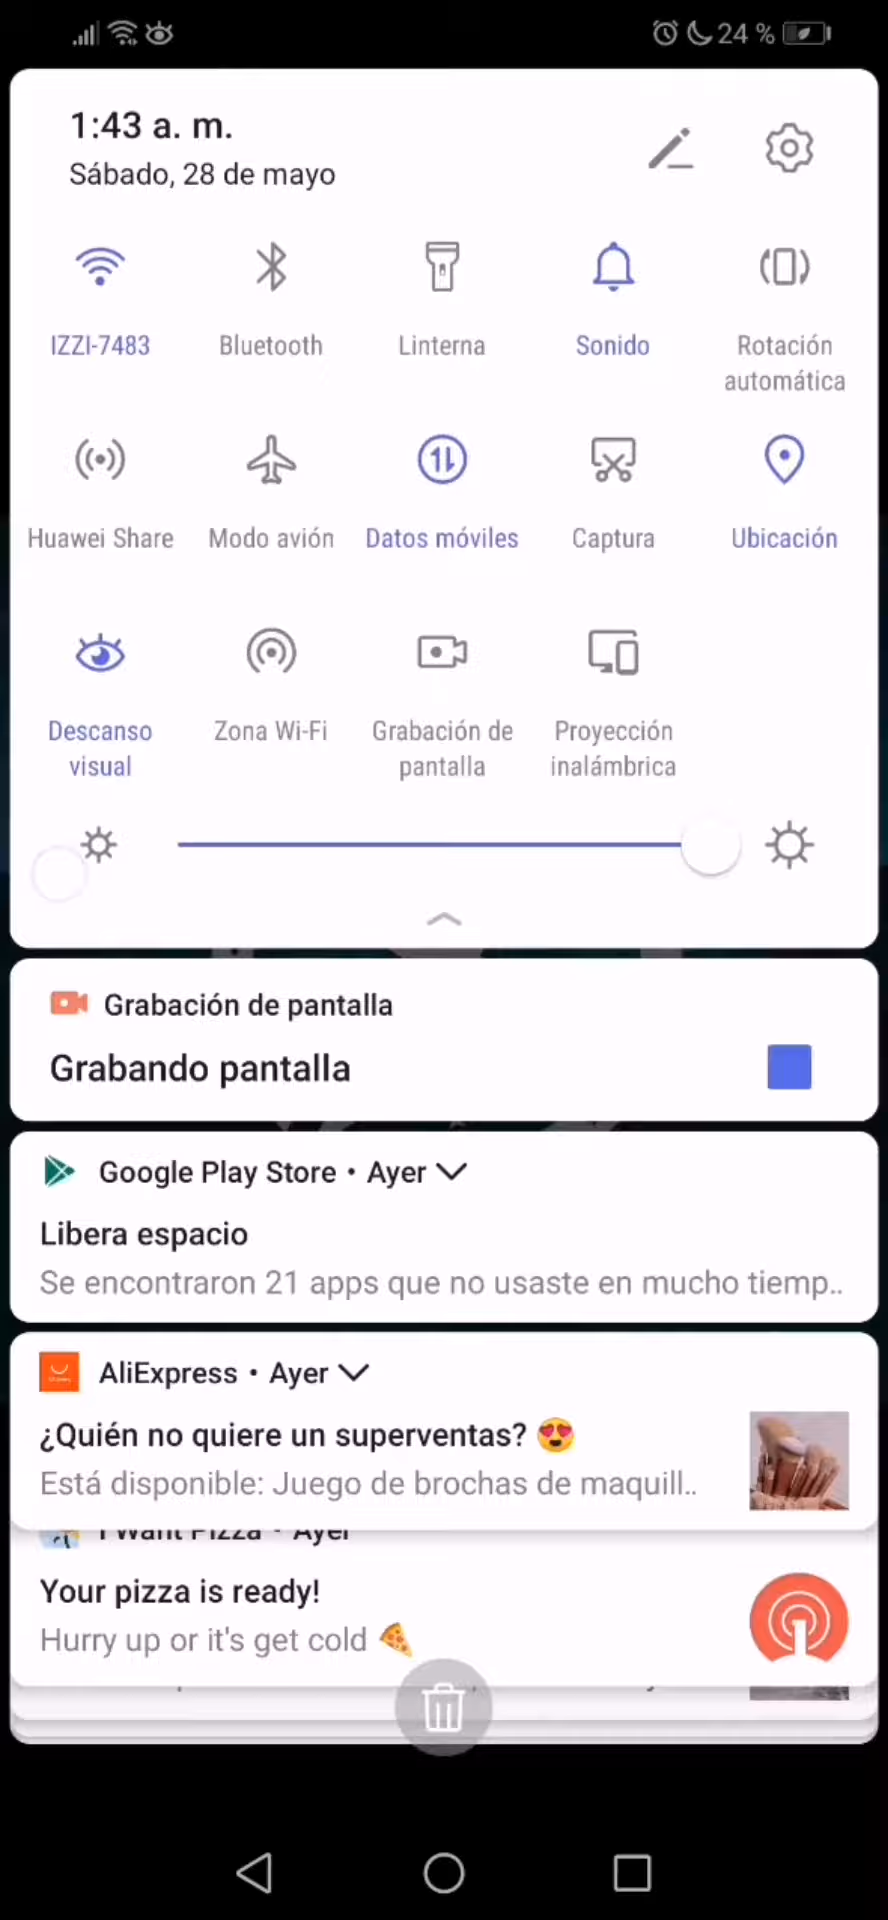 24 %
1:43 a. m.
Sábado, 28 de mayo
IZZI-7483
Bluetooth
Linterna
Sonido
Rotación
automática
Huawei Share
Modo avión
Datos móviles
Captura
Ubicación
Descanso
visual
Zona Wi-Fi
Grabación de
pantalla
Proyección
inalámbrica
Grabación de pantalla
Grabando pantalla
Google Play Store • Ayer
Libera espacio
Se encontraron 21 apps que no usaste en mucho tiemp..
AliExpress • Ayer
¿Quién no quiere un superventas? 😍
Está disponible: Juego de brochas de maquill..
I Want Pizza • Ayer
Your pizza is ready!
Hurry up or it's get cold 🍕